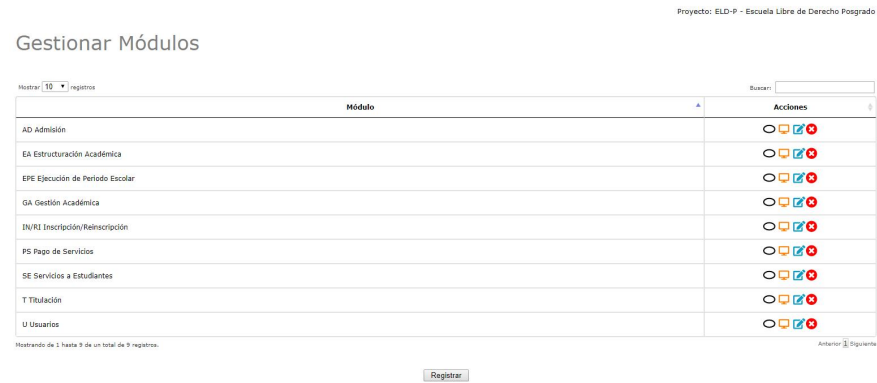 Proyecto: ELD-P - Escuela Libre de Derecho Posgrado
Gestionar Módulos
Mostrar 10 registros Buscar:
Módulo Acciones
AD Admisión
EA Estructuración Académica
EPE Ejecución de Periodo Escolar
GA Gestión Académica
IN/RI Inscripción/Reinscripción
PS Pago de Servicios
SE Servicios a Estudiantes
T Titulación
U Usuarios
Mostrando de 1 hasta 9 de un total de 9 registros. Anterior 1 Siguiente
Registrar